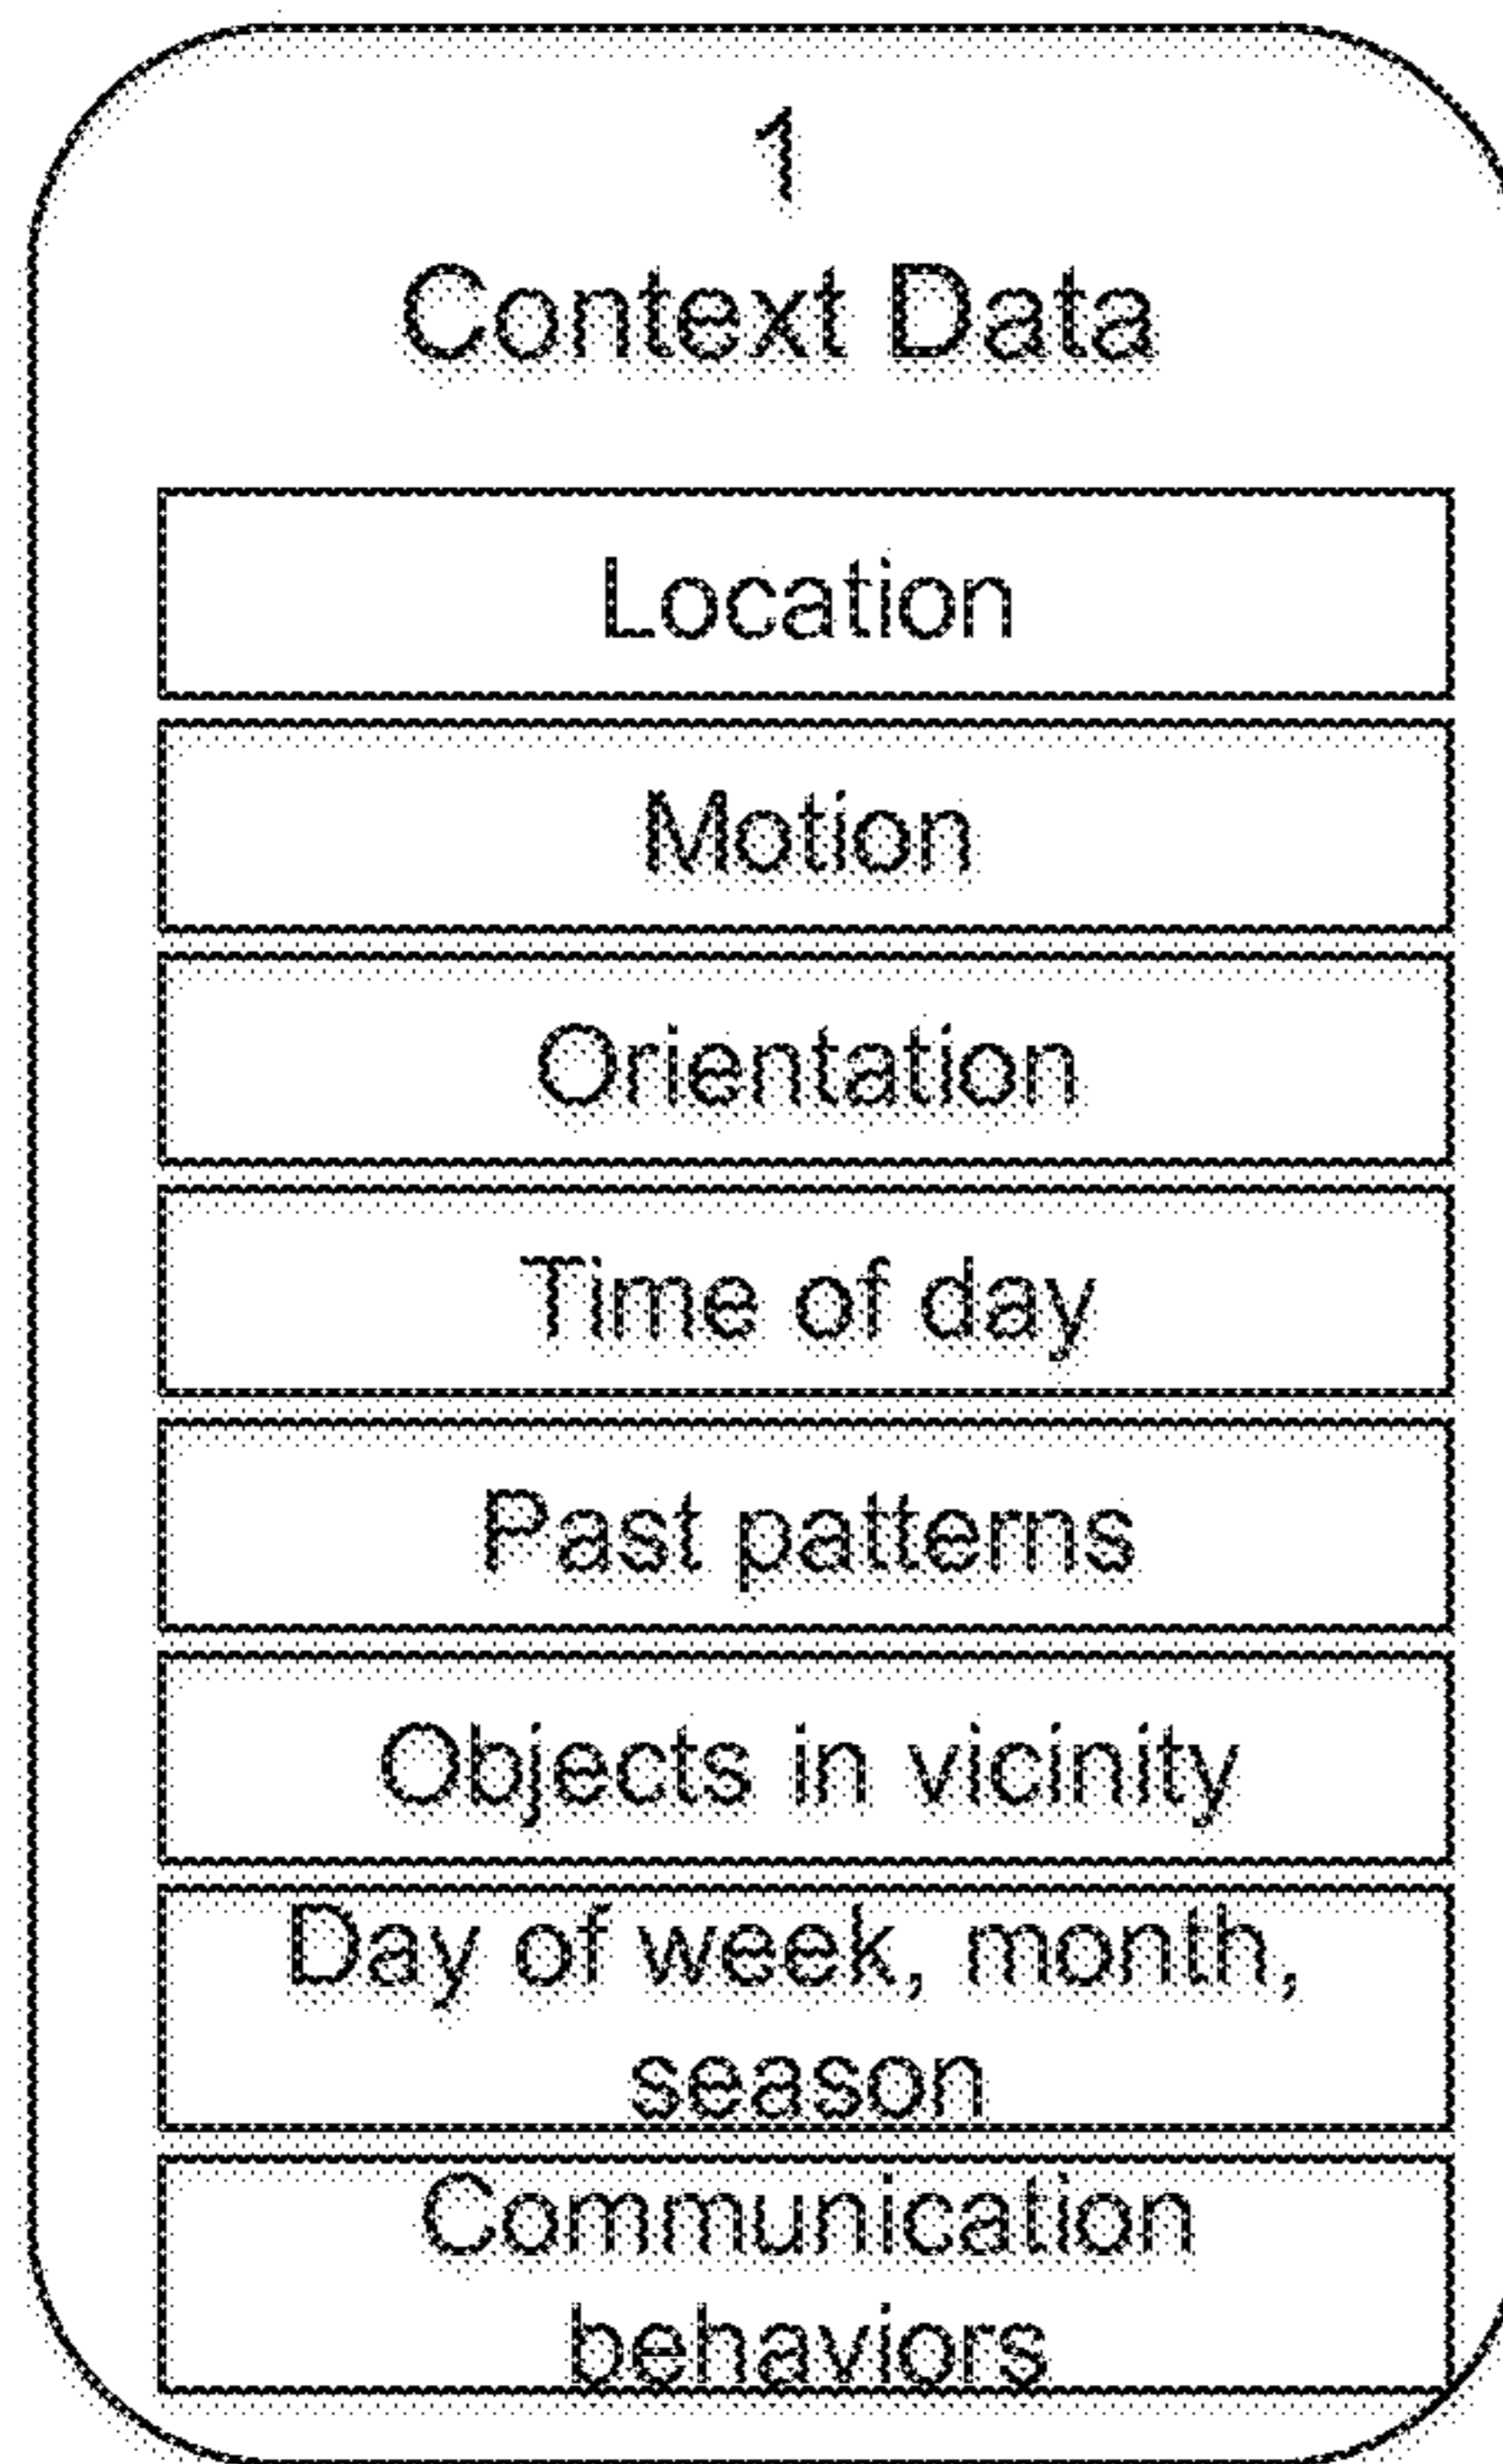 1
Context Data
Location
Motion
Orientation
Time of day
Past patterns
Objects in vicinity
Day of week, month,
season
Communication
behaviors